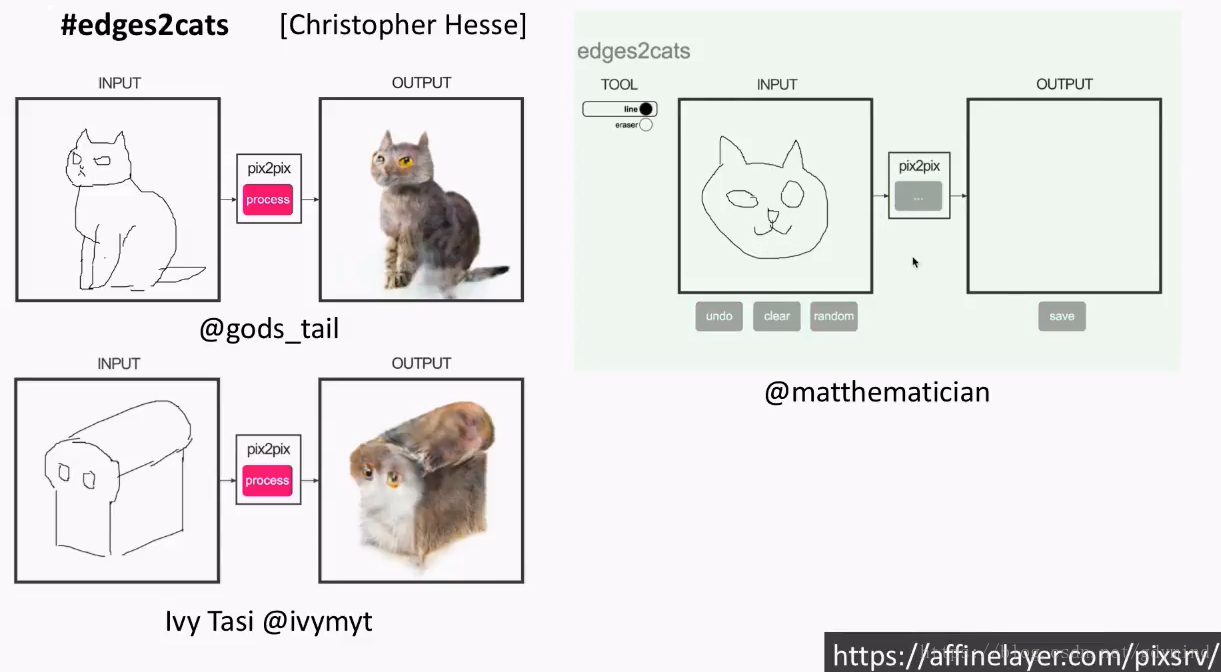 #edges2cats [Christopher Hesse]
INPUT
OUTPUT
pix2pix
process
@gods_tail
INPUT
OUTPUT
pix2pix
process
Ivy Tasi @ivymyt
edges2cats
TOOL
line
eraser
INPUT
OUTPUT
pix2pix
...
undo
clear
random
save
@matthematician
https://affinelayer.com/pixsrv/